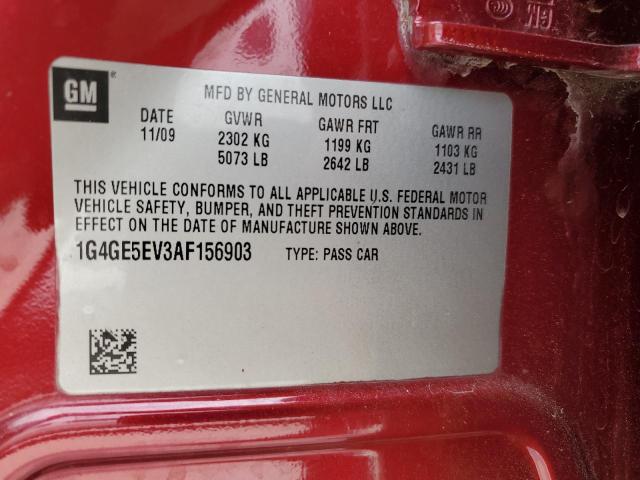 GM ®
MFD BY GENERAL MOTORS LLC
DATE GVWR GAWR FRT GAWR RR
11/09 2302 KG 1199 KG 1103 KG
5073 LB 2642 LB 2431 LB
THIS VEHICLE CONFORMS TO ALL APPLICABLE U.S. FEDERAL MOTOR
VEHICLE SAFETY, BUMPER, AND THEFT PREVENTION STANDARDS IN
EFFECT ON THE DATE OF MANUFACTURE SHOWN ABOVE.
1G4GE5EV3AF156903 TYPE: PASS CAR